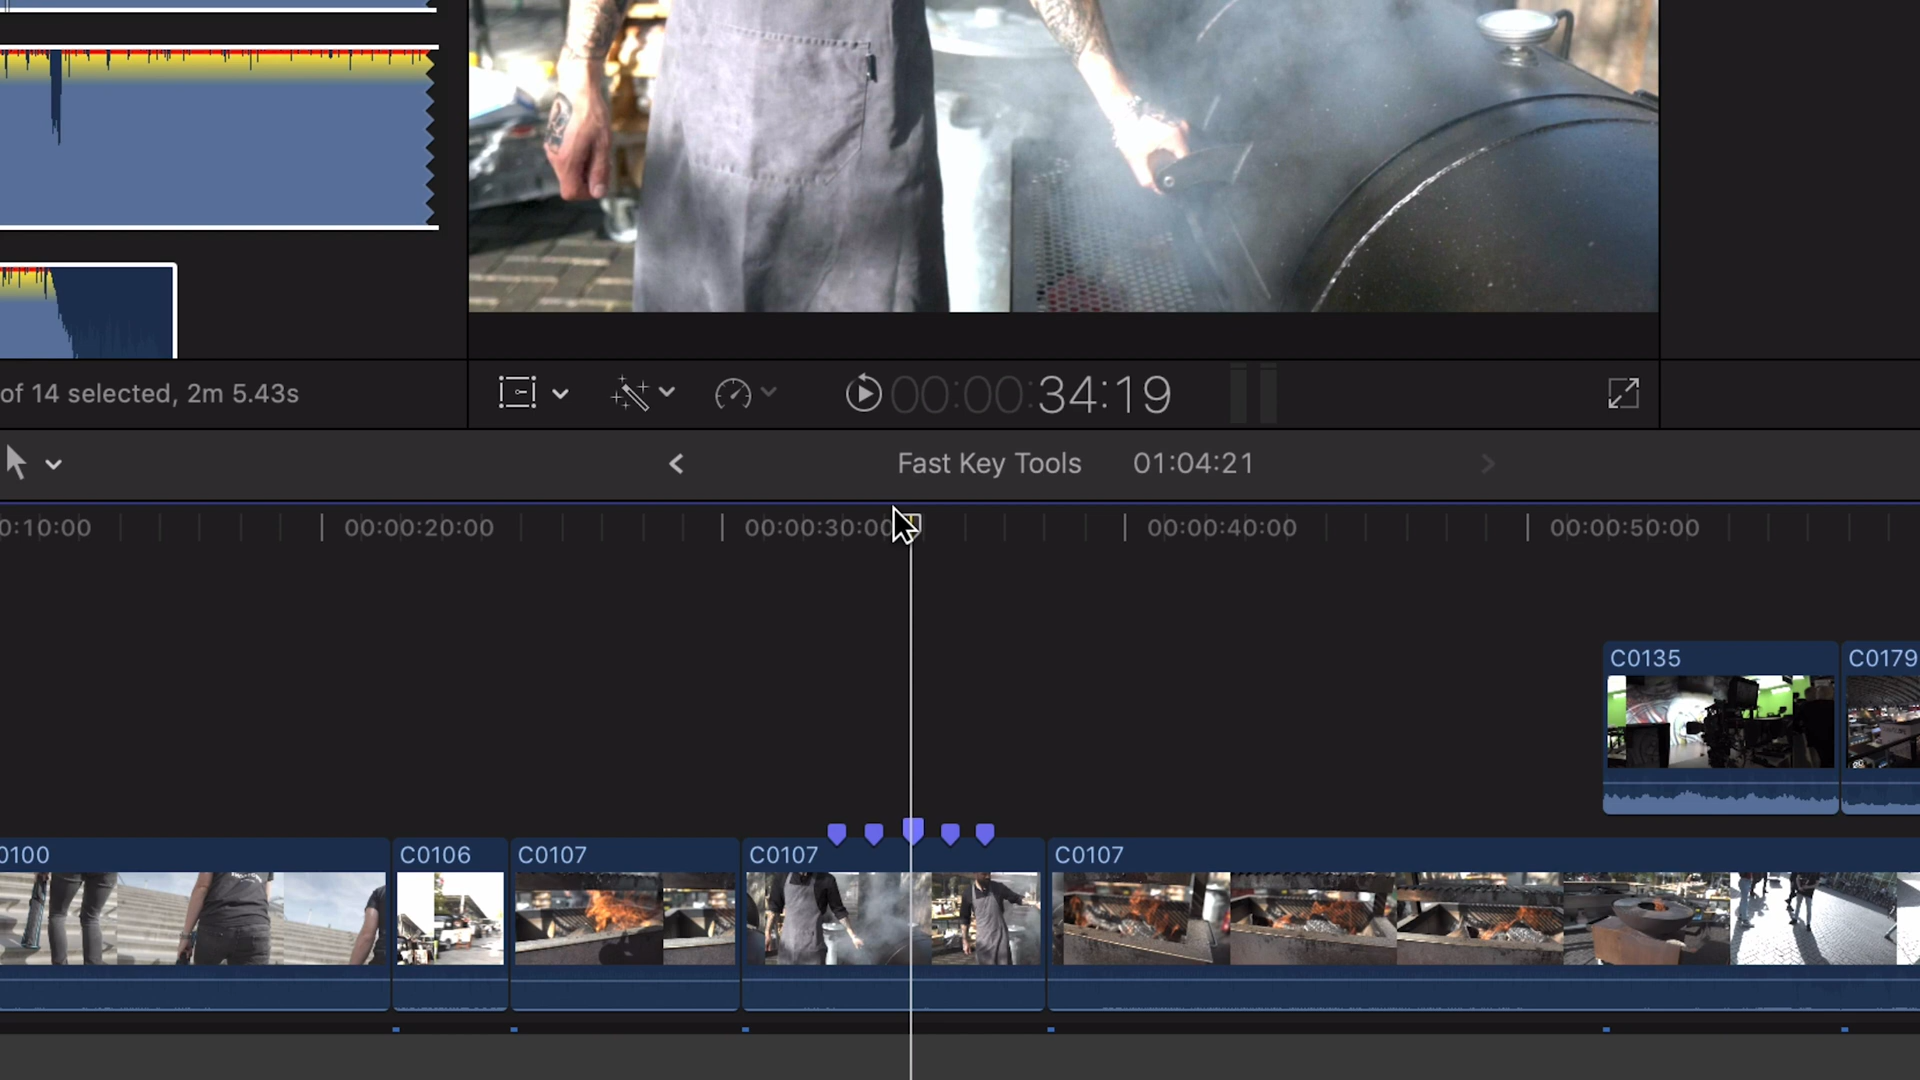 of 14 selected, 2m 5.43s
00:00:34:19
Fast Key Tools 01:04:21
0:10:00 00:00:20:00 00:00:30:00 00:00:40:00 00:00:50:00
C0135 C0179
0100 C0106 C0107 C0107 C0107